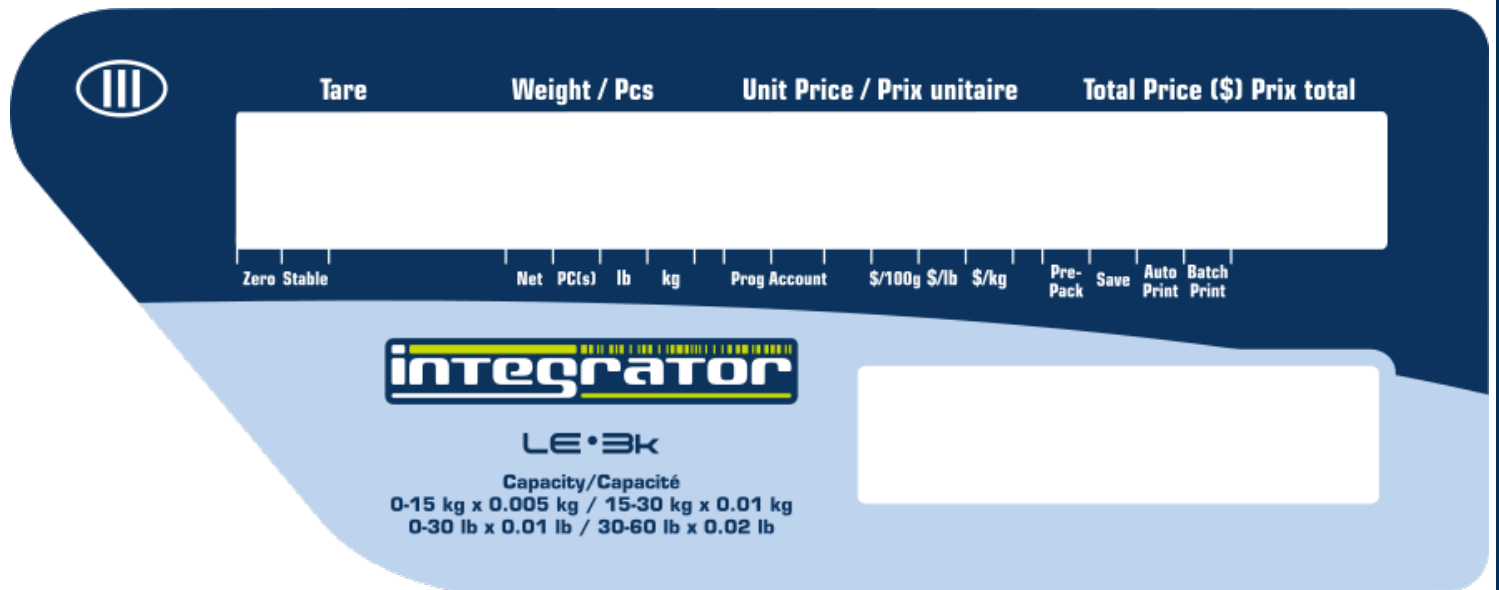 III
Tare Weight / Pcs Unit Price / Prix unitaire Total Price ($) Prix total
Zero Stable Net PC(s) lb kg Prog Account $/100g $/lb $/kg Pre-Pack Save Auto Print Batch Print
integrator
LE•3k
Capacity/Capacité
0-15 kg x 0.005 kg / 15-30 kg x 0.01 kg
0-30 lb x 0.01 lb / 30-60 lb x 0.02 lb